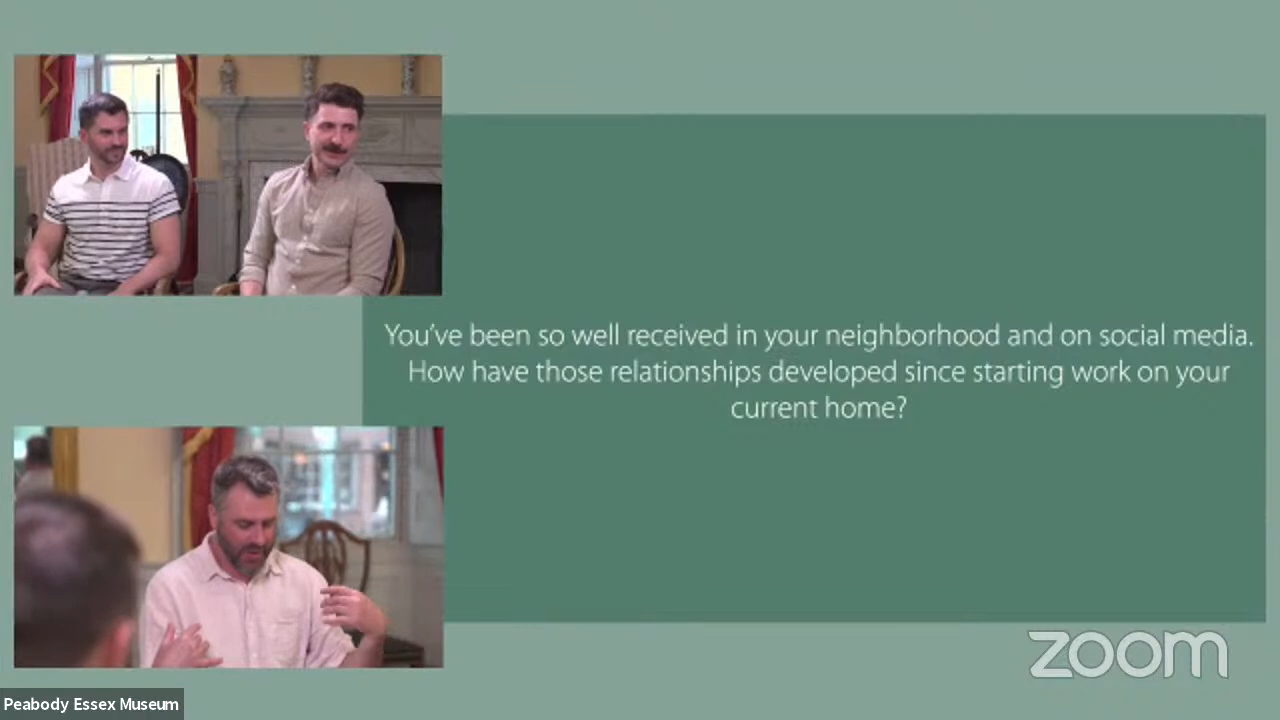 You've been so well received in your neighborhood and on social media.
How have those relationships developed since starting work on your
current home?
zoom
Peabody Essex Museum